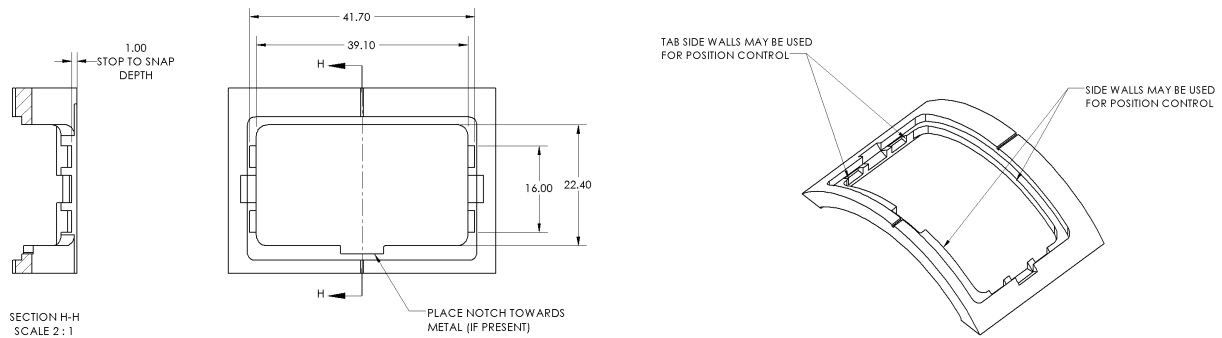 41.70
39.10
H
1.00
STOP TO SNAP
DEPTH
16.00
22.40
H
PLACE NOTCH TOWARDS
METAL (IF PRESENT)
SECTION H-H
SCALE 2 : 1
TAB SIDE WALLS MAY BE USED
FOR POSITION CONTROL
SIDE WALLS MAY BE USED
FOR POSITION CONTROL